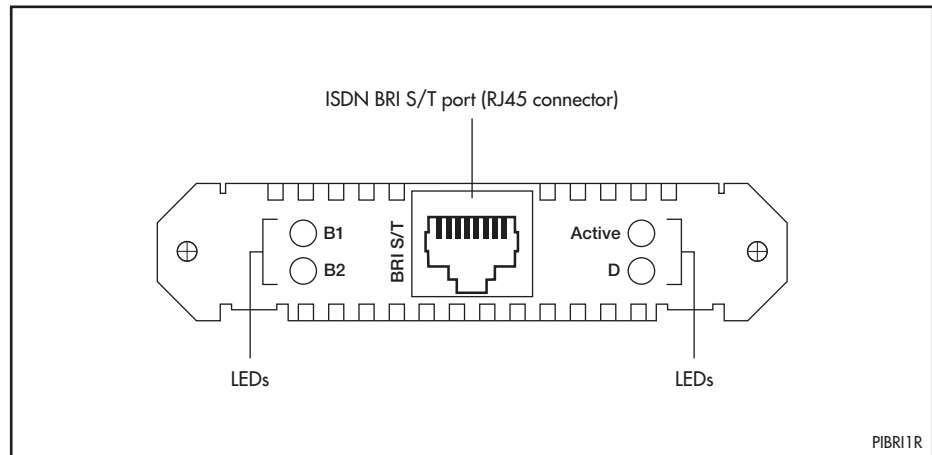 ISDN BRI S/T port (RJ45 connector)
B1
B2
BRI S/T
Active
D
LEDs
LEDs
PIBRI1R